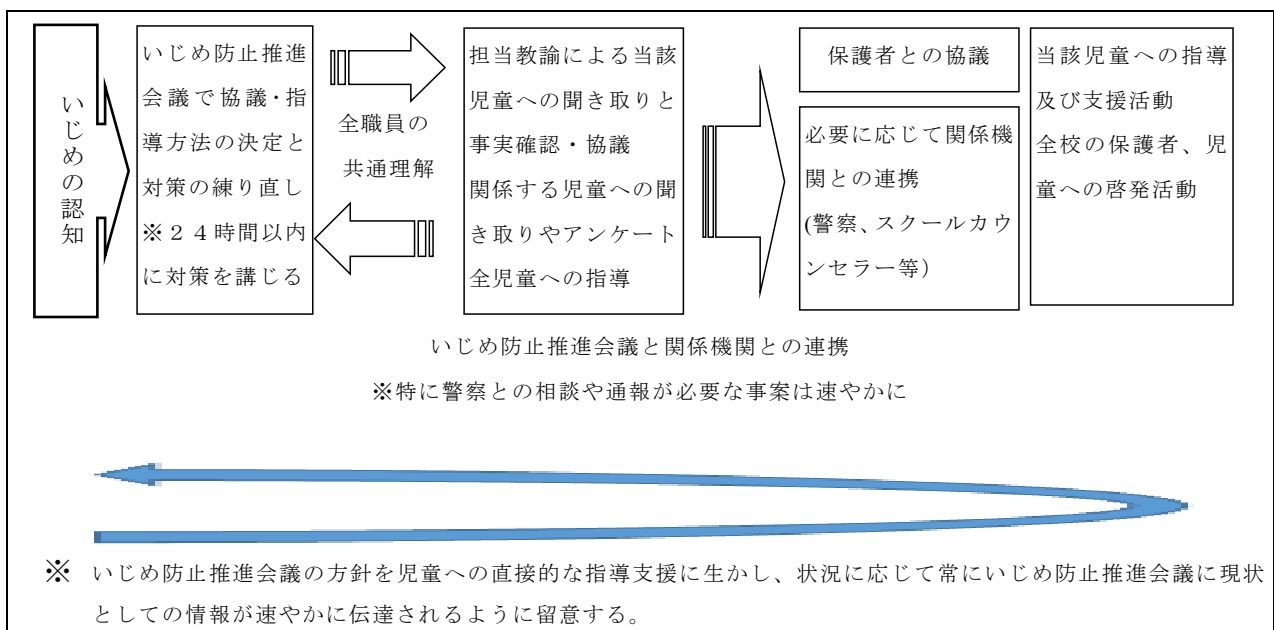 いじめの認知
いじめ防止推進
会議で協議・指
導方法の決定と
対策の練り直し
※２４時間以内
に対策を講じる
全職員の
共通理解
担当教諭による当該
児童への聞き取りと
事実確認・協議
関係する児童への聞
き取りやアンケート
全児童への指導
保護者との協議
必要に応じて関係機
関との連携
(警察、スクールカウ
ンセラー等）
当該児童への指導
及び支援活動
全校の保護者、児
童への啓発活動
いじめ防止推進会議と関係機関との連携
※特に警察との相談や通報が必要な事案は速やかに
※ いじめ防止推進会議の方針を児童への直接的な指導支援に生かし、状況に応じて常にいじめ防止推進会議に現状
としての情報が速やかに伝達されるように留意する。